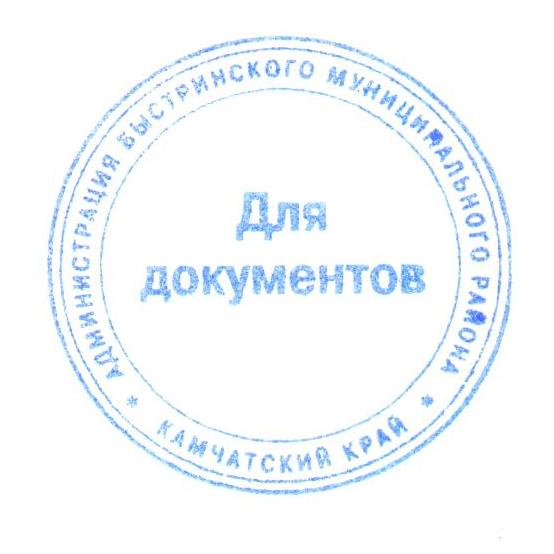 АДМИНИСТРАЦИЯ БЫСТРИНСКОГО МУНИЦИПАЛЬНОГО РАЙОНА
Для
документов
* КАМЧАТСКИЙ КРАЙ *